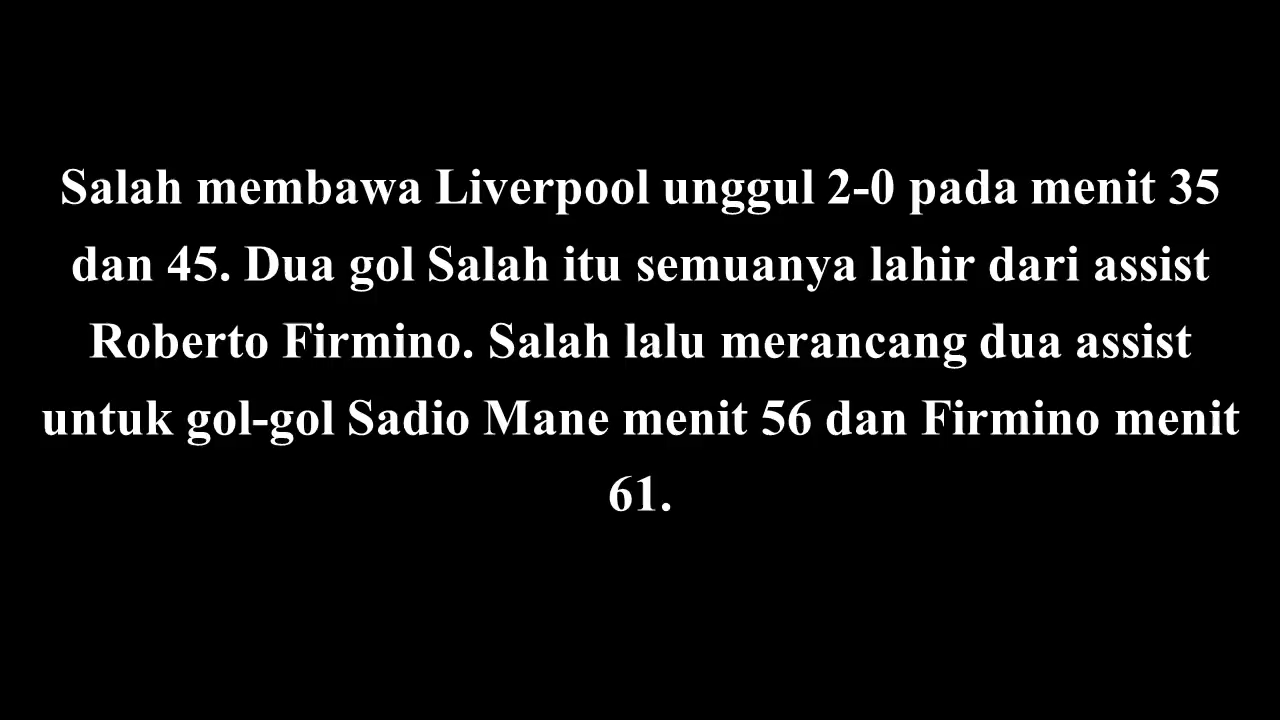 Salah membawa Liverpool unggul 2-0 pada menit 35
dan 45. Dua gol Salah itu semuanya lahir dari assist
Roberto Firmino. Salah lalu merancang dua assist
untuk gol-gol Sadio Mane menit 56 dan Firmino menit
61.